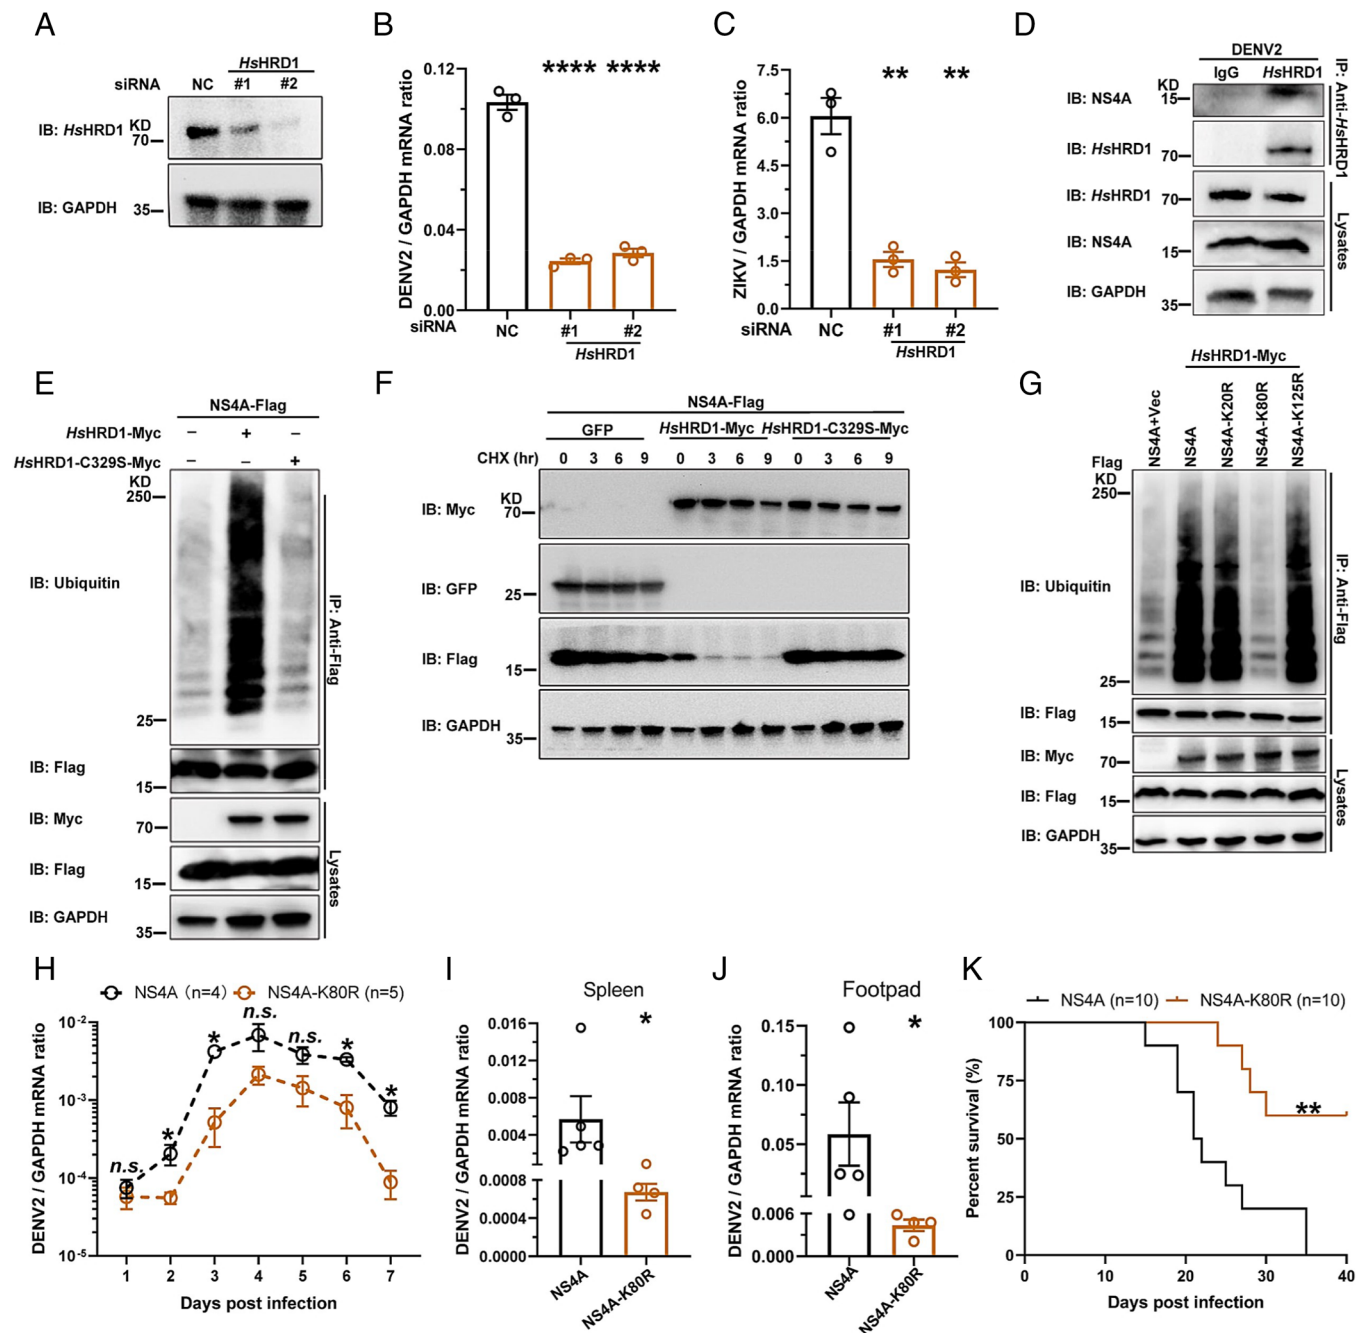 A
HsHRD1
siRNA NC #1 #2
IB: HsHRD1
KD
70
IB: GAPDH
35
B
DENV2 / GAPDH mRNA ratio
0.12
0.08
0.04
0.00
**** ****
siRNA NC #1 #2
HsHRD1
C
ZIKV / GAPDH mRNA ratio
7.5
6.0
4.5
3.0
1.5
0.0
** **
siRNA NC #1 #2
HsHRD1
D
DENV2
IgG HsHRD1
KD
IB: NS4A 15
IB: HsHRD1 70
IB: HsHRD1 70
IB: NS4A 15
IB: GAPDH 35
IP: Anti-HsHRD1
Lysates
E
NS4A-Flag
HsHRD1-Myc − + −
HsHRD1-C329S-Myc − − +
KD
250
IB: Ubiquitin
25
IB: Flag
15
IB: Myc
70
IB: Flag
15
IB: GAPDH
35
IP: Anti-Flag
Lysates
F
NS4A-Flag
GFP HsHRD1-Myc HsHRD1-C329S-Myc
CHX (hr) 0 3 6 9 0 3 6 9 0 3 6 9
KD
IB: Myc 70
IB: GFP 25
IB: Flag 15
IB: GAPDH 35
G
HsHRD1-Myc
Flag NS4A+Vec NS4A NS4A-K20R NS4A-K80R NS4A-K125R
KD
250
IB: Ubiquitin
25
IB: Flag
15
IB: Myc
70
IB: Flag
15
IB: GAPDH
35
IP: Anti-Flag
Lysates
H
NS4A (n=4) NS4A-K80R (n=5)
DENV2 / GAPDH mRNA ratio
10-2
10-3
10-4
10-5
n.s. * * n.s. n.s. * *
1 2 3 4 5 6 7
Days post infection
I
Spleen
DENV2 / GAPDH mRNA ratio
0.016
0.012
0.008
0.004
0.0008
0.0004
0.0000
*
NS4A NS4A-K80R
J
Footpad
DENV2 / GAPDH mRNA ratio
0.15
0.10
0.05
0.006
0.000
*
NS4A NS4A-K80R
K
NS4A (n=10) NS4A-K80R (n=10)
Percent survival (%)
100
75
50
25
0
**
0 10 20 30 40
Days post infection